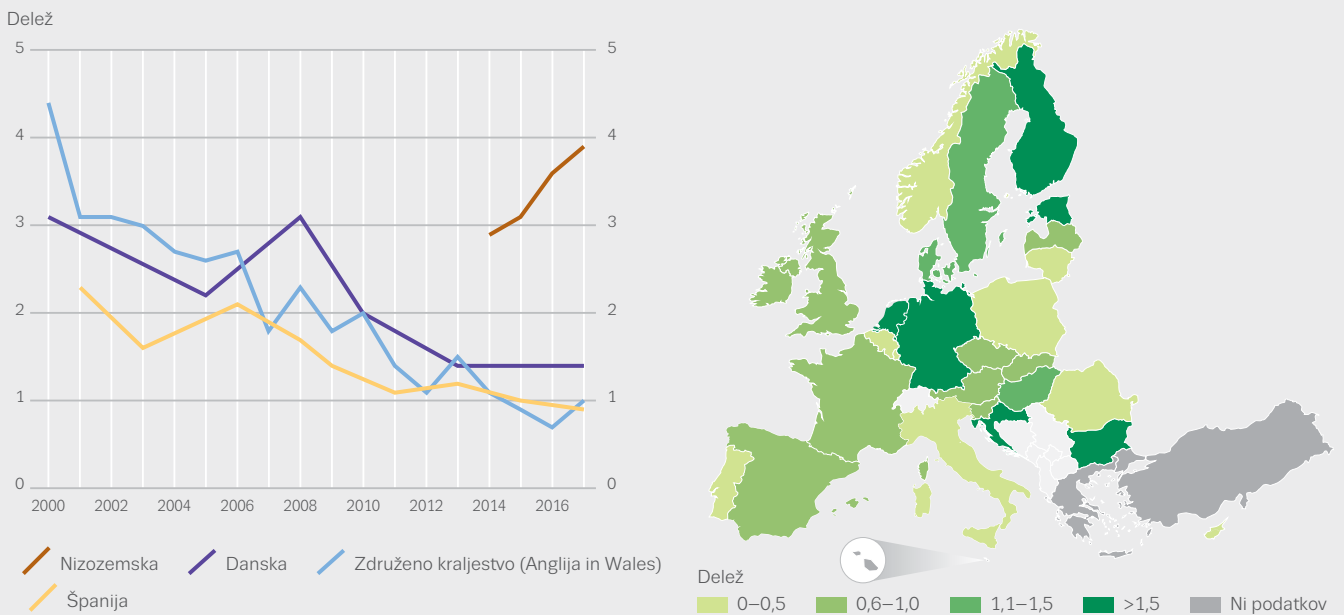 Delež
5 5
4 4
3 3
2 2
1 1
0 0
2000 2002 2004 2006 2008 2010 2012 2014 2016
Nizozemska Danska Združeno kraljestvo (Anglija in Wales)
Španija
Delež
0–0,5 0,6–1,0 1,1–1,5 >1,5 Ni podatkov